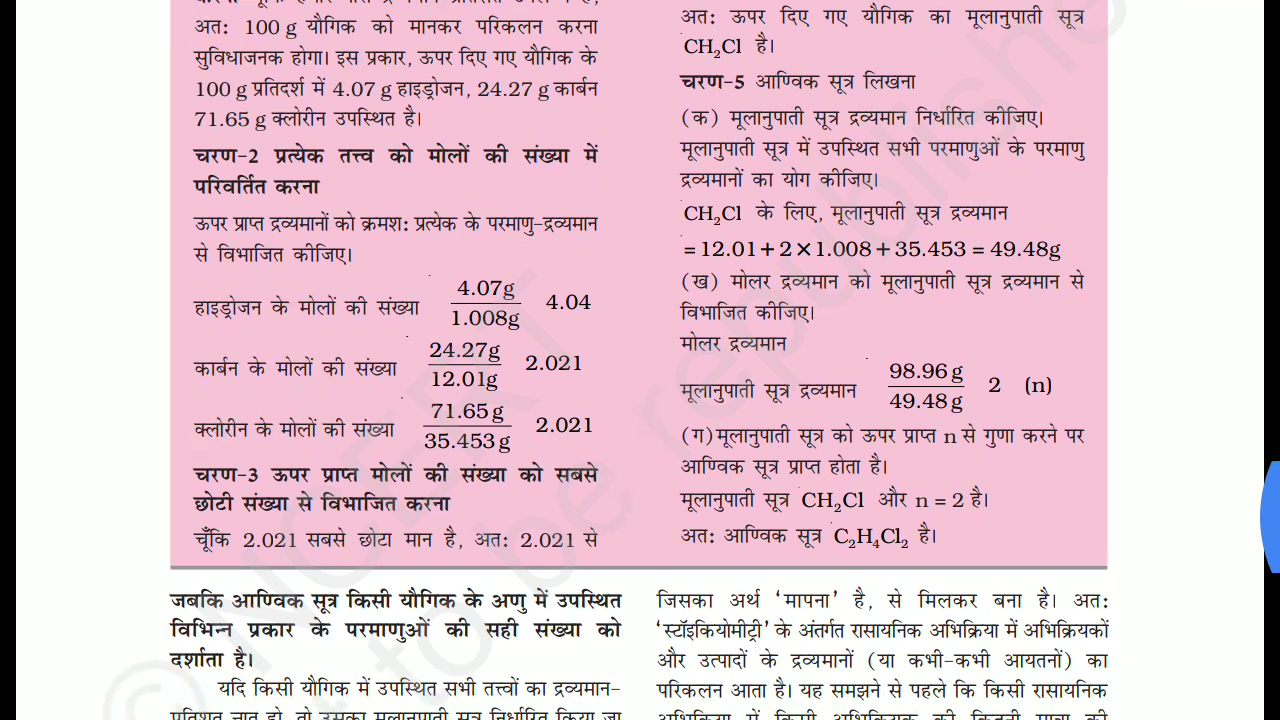 अत: 100 g यौगिक को मानकर परिकलन करना
सुविधाजनक होगा। इस प्रकार, ऊपर दिए गए यौगिक के
100 g प्रतिदर्श में 4.07 g हाइड्रोजन, 24.27 g कार्बन
71.65 g क्लोरीन उपस्थित है।
चरण-2 प्रत्येक तत्त्व को मोलों की संख्या में
परिवर्तित करना
ऊपर प्राप्त द्रव्यमानों को क्रमश: प्रत्येक के परमाणु-द्रव्यमान
से विभाजित कीजिए।
हाइड्रोजन के मोलों की संख्या 4.07g / 1.008g 4.04
कार्बन के मोलों की संख्या 24.27g / 12.01g 2.021
क्लोरीन के मोलों की संख्या 71.65 g / 35.453 g 2.021
चरण-3 ऊपर प्राप्त मोलों की संख्या को सबसे
छोटी संख्या से विभाजित करना
चूँकि 2.021 सबसे छोटा मान है, अत: 2.021 से
अत: ऊपर दिए गए यौगिक का मूलानुपाती सूत्र
CH₂Cl है।
चरण-5 आण्विक सूत्र लिखना
(क) मूलानुपाती सूत्र द्रव्यमान निर्धारित कीजिए।
मूलानुपाती सूत्र में उपस्थित सभी परमाणुओं के परमाणु
द्रव्यमानों का योग कीजिए।
CH₂Cl के लिए, मूलानुपाती सूत्र द्रव्यमान
= 12.01 + 2 × 1.008 + 35.453 = 49.48g
(ख) मोलर द्रव्यमान को मूलानुपाती सूत्र द्रव्यमान से
विभाजित कीजिए।
मोलर द्रव्यमान
मूलानुपाती सूत्र द्रव्यमान 98.96 g / 49.48 g 2 (n)
(ग)मूलानुपाती सूत्र को ऊपर प्राप्त n से गुणा करने पर
आण्विक सूत्र प्राप्त होता है।
मूलानुपाती सूत्र CH₂Cl और n = 2 है।
अत: आण्विक सूत्र C₂H₄Cl₂ है।
जबकि आण्विक सूत्र किसी यौगिक के अणु में उपस्थित
विभिन्न प्रकार के परमाणुओं की सही संख्या को
दर्शाता है।
यदि किसी यौगिक में उपस्थित सभी तत्त्वों का द्रव्यमान-
जिसका अर्थ ‘मापना’ है, से मिलकर बना है। अत:
‘स्टॉइकियोमीट्री’ के अंतर्गत रासायनिक अभिक्रिया में अभिक्रियकों
और उत्पादों के द्रव्यमानों (या कभी-कभी आयतनों) का
परिकलन आता है। यह समझने से पहले कि किसी रासायनिक
© NCERT
to be republished